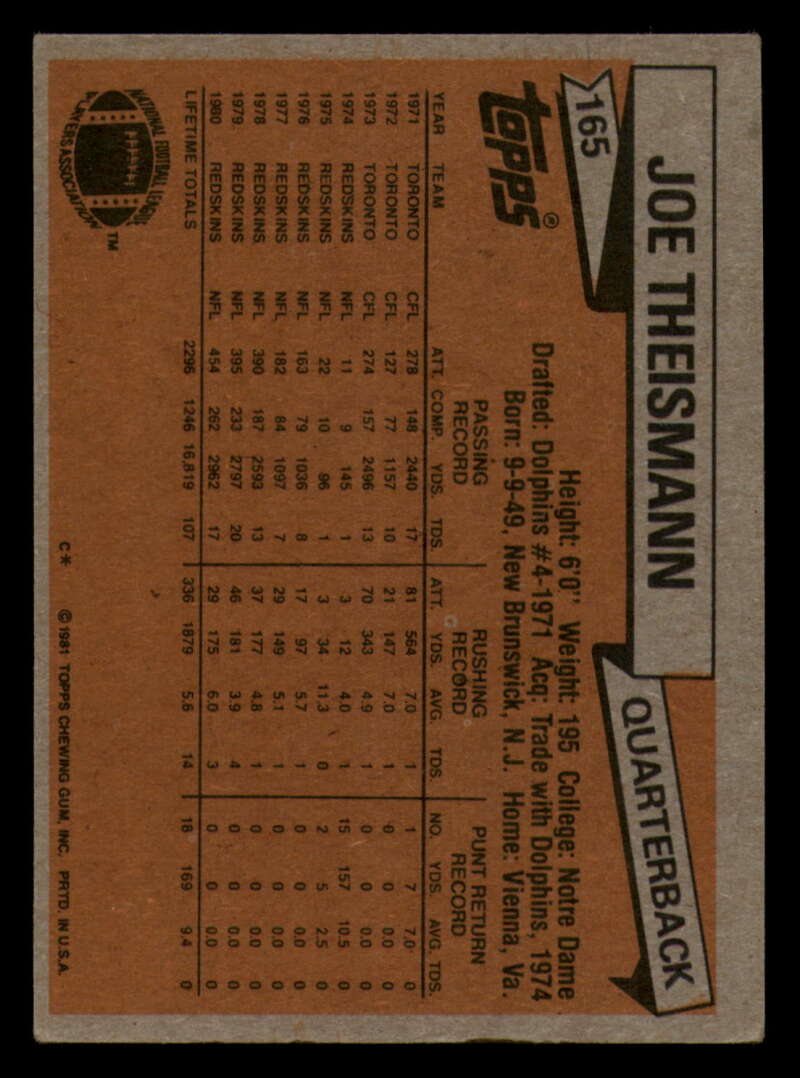 JOE THEISMANN
QUARTERBACK
165
topps®
Height: 6'0" Weight: 195 College: Notre Dame
Drafted: Dolphins #4-1971 Acq: Trade with Dolphins, 1974
Born: 9-9-49, New Brunswick, N.J. Home: Vienna, Va.
PASSING RECORD RUSHING RECORD PUNT RETURN RECORD
YEAR TEAM ATT. COMP. YDS. TDS. ATT. YDS. AVG. TDS. NO. YDS. AVG. TDS.
1971 TORONTO CFL 278 148 2440 17 81 564 7.0 1 1 7 7.0 0
1972 TORONTO CFL 127 77 1157 10 21 147 7.0 1 0 0 0.0 0
1973 TORONTO CFL 274 157 2496 13 70 343 4.9 1 0 0 0.0 0
1974 REDSKINS NFL 11 9 145 1 3 12 4.0 1 15 157 10.5 0
1975 REDSKINS NFL 22 10 96 1 3 34 11.3 0 2 5 2.5 0
1976 REDSKINS NFL 163 79 1036 8 17 97 5.7 1 0 0 0.0 0
1977 REDSKINS NFL 182 84 1097 7 29 149 5.1 1 0 0 0.0 0
1978 REDSKINS NFL 390 187 2593 13 37 177 4.8 1 0 0 0.0 0
1979 REDSKINS NFL 395 233 2797 20 46 181 3.9 4 0 0 0.0 0
1980 REDSKINS NFL 454 262 2962 17 29 175 6.0 3 0 0 0.0 0
LIFETIME TOTALS 2296 1246 16,819 107 336 1879 5.6 14 18 169 9.4 0
NATIONAL FOOTBALL LEAGUE
PLAYERS ASSOCIATION
TM
C* © 1981 TOPPS CHEWING GUM, INC. PRTD. IN U.S.A.